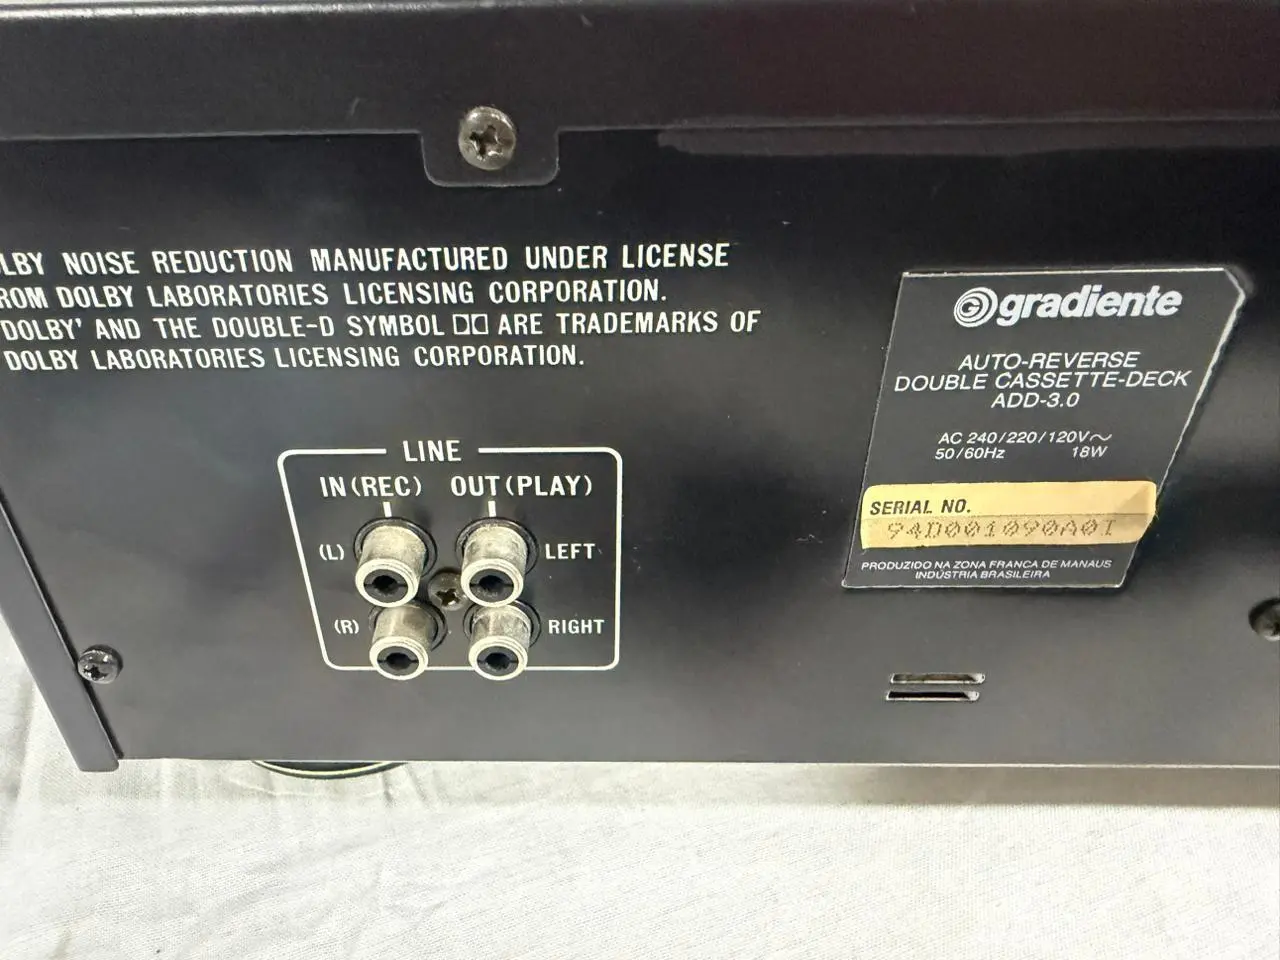 LBY NOISE REDUCTION MANUFACTURED UNDER LICENSE
ROM DOLBY LABORATORIES LICENSING CORPORATION.
DOLBY' AND THE DOUBLE-D SYMBOL ARE TRADEMARKS OF
DOLBY LABORATORIES LICENSING CORPORATION.
LINE
IN (REC) OUT (PLAY)
(L) LEFT
(R) RIGHT
G gradiente
AUTO-REVERSE
DOUBLE CASSETTE-DECK
ADD-3.0
AC 240/220/120V~
50/60Hz 18W
SERIAL NO.
94D001090A0I
PRODUZIDO NA ZONA FRANCA DE MANAUS
INDÚSTRIA BRASILEIRA